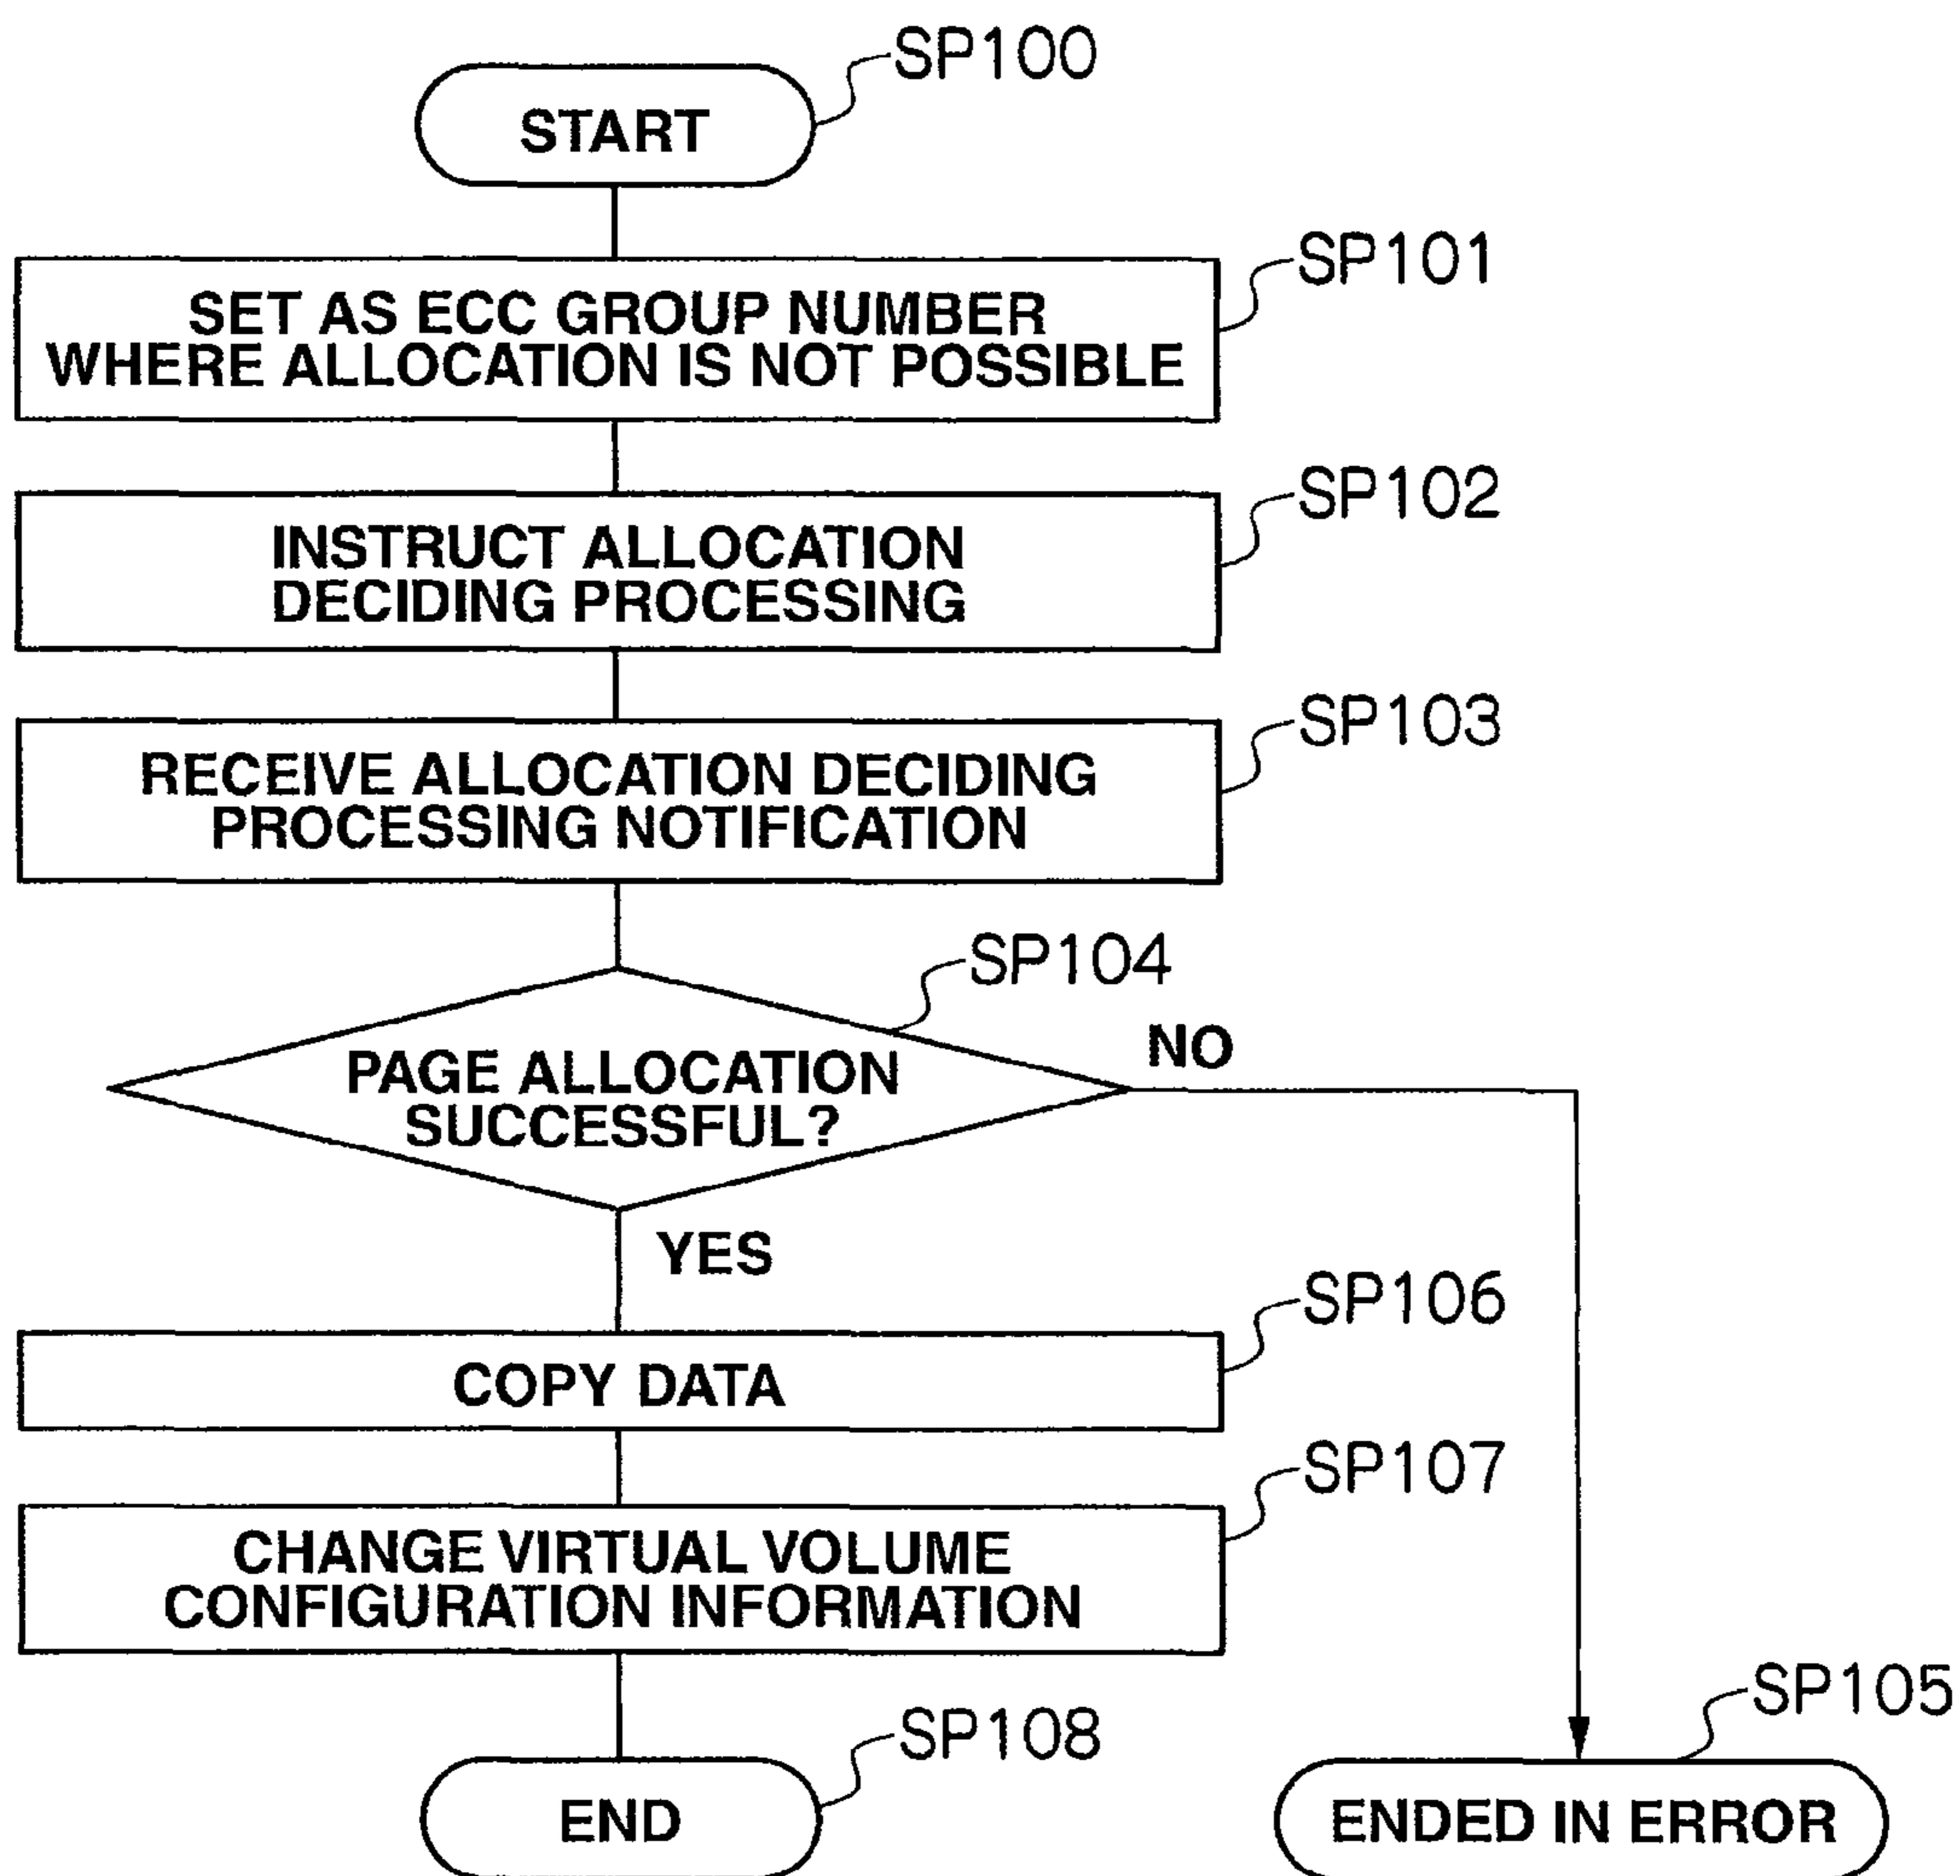 SP100
START
SP101
SET AS ECC GROUP NUMBER
WHERE ALLOCATION IS NOT POSSIBLE
SP102
INSTRUCT ALLOCATION
DECIDING PROCESSING
SP103
RECEIVE ALLOCATION DECIDING
PROCESSING NOTIFICATION
SP104
NO
PAGE ALLOCATION
SUCCESSFUL?
YES
SP106
COPY DATA
SP107
CHANGE VIRTUAL VOLUME
CONFIGURATION INFORMATION
SP108
END
SP105
ENDED IN ERROR